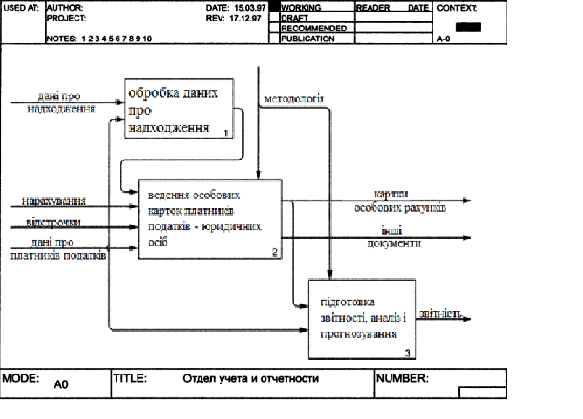 USED AT: AUTHOR: DATE: 15.03.97 WORKING READER DATE CONTEXT:
PROJECT: REV: 17.12.97 DRAFT
RECOMMENDED
NOTES: 1 2 3 4 5 6 7 8 9 10 PUBLICATION A-0
дані про
надходження
обробка даних
про
надходження
1
методологія
нарахування
відстрочки
дані про
платників податків
ведення особових
карток платників
податків - юридичних
осіб
2
картки
особових рахунків
інші
документи
підготовка
звітності, аналіз і
прогнозування
3
звітність
MODE: A0 TITLE: Отдел учета и отчетности NUMBER: